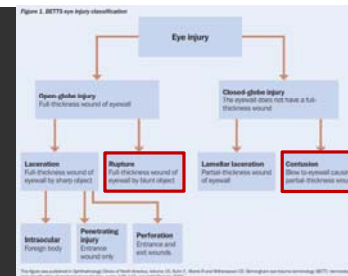 Figure 1. BETTS eye injury classification
Eye injury
Open-globe injury
Full-thickness wound of eyewall
Closed-globe injury
The eyewall does not have a full-
thickness wound
Laceration
Full-thickness wound of
eyewall by sharp object
Rupture
Full-thickness wound of
eyewall by blunt object
Lamellar laceration
Partial-thickness wound
of eyewall
Contusion
Blow to eyewall causin
partial-thickness wou
Intraocular
Foreign body
Penetrating
injury
Entrance
wound only
Perforation
Entrance and
exit wounds